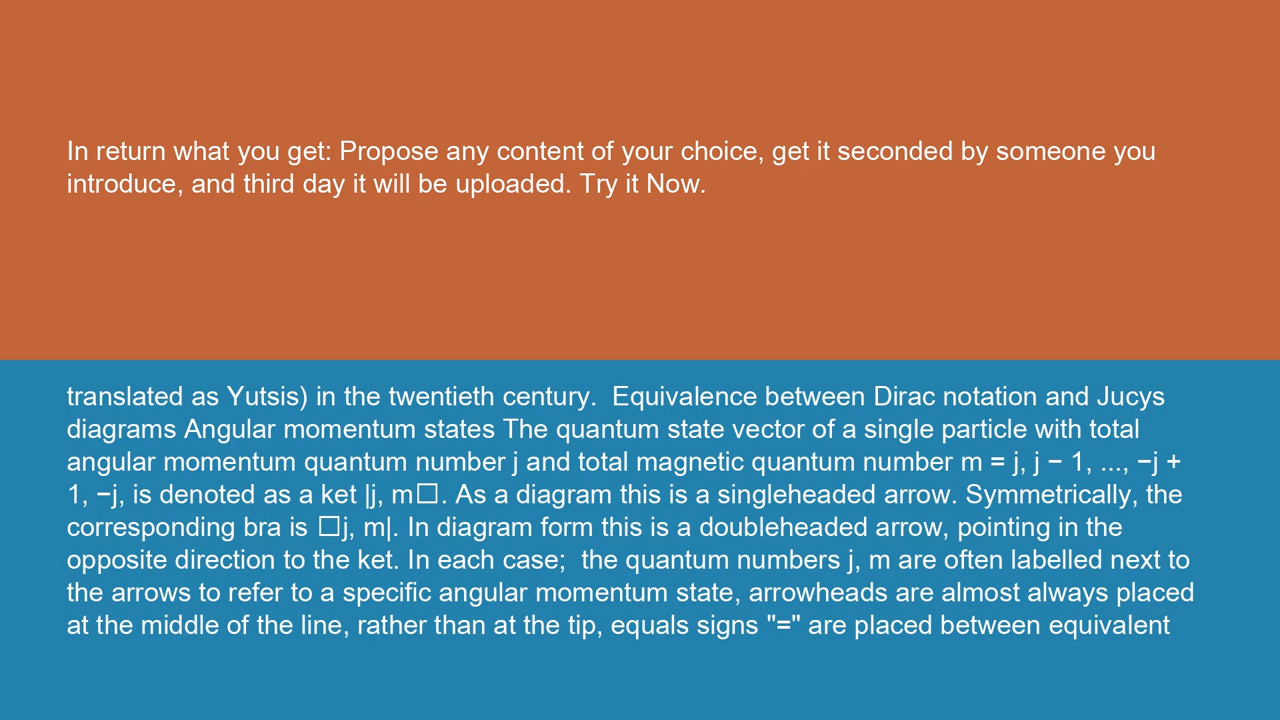 In return what you get: Propose any content of your choice, get it seconded by someone you
introduce, and third day it will be uploaded. Try it Now.
translated as Yutsis) in the twentieth century.  Equivalence between Dirac notation and Jucys
diagrams Angular momentum states The quantum state vector of a single particle with total
angular momentum quantum number j and total magnetic quantum number m = j, j − 1, ..., −j +
1, −j, is denoted as a ket |j, m□. As a diagram this is a singleheaded arrow. Symmetrically, the
corresponding bra is □j, m|. In diagram form this is a doubleheaded arrow, pointing in the
opposite direction to the ket. In each case;  the quantum numbers j, m are often labelled next to
the arrows to refer to a specific angular momentum state, arrowheads are almost always placed
at the middle of the line, rather than at the tip, equals signs "=" are placed between equivalent